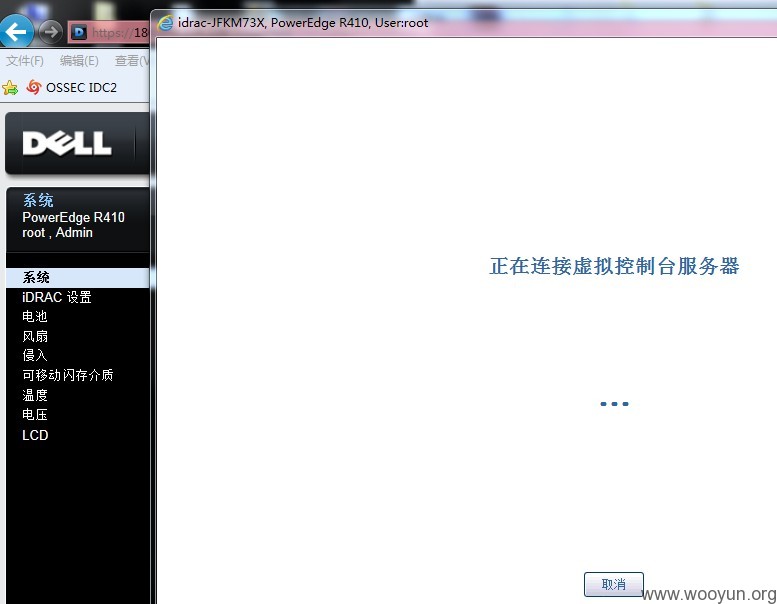 idrac-JFKM73X, PowerEdge R410, User:root
https://18
文件(F) 编辑(E) 查看(V
OSSEC IDC2
DELL
系统
PowerEdge R410
root , Admin
系统
iDRAC 设置
电池
风扇
侵入
可移动闪存介质
温度
电压
LCD
正在连接虚拟控制台服务器
...
取消
www.wooyun.org